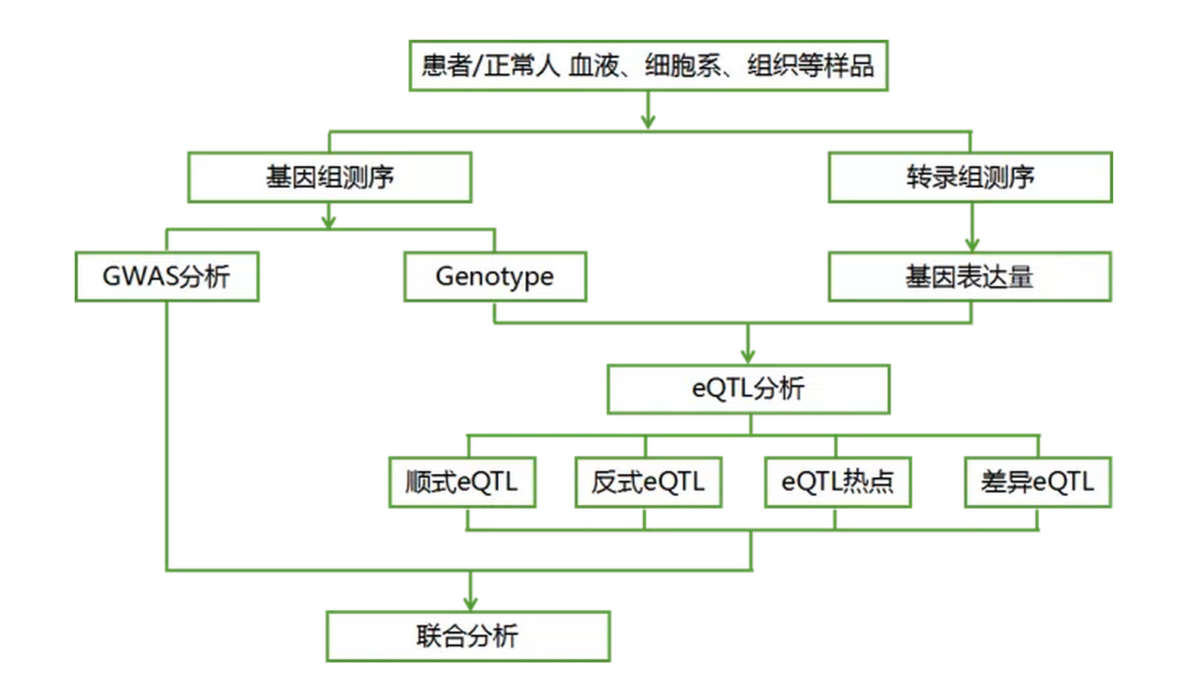 患者/正常人 血液、细胞系、组织等样品
基因组测序
转录组测序
GWAS分析
Genotype
基因表达量
eQTL分析
顺式eQTL
反式eQTL
eQTL热点
差异eQTL
联合分析